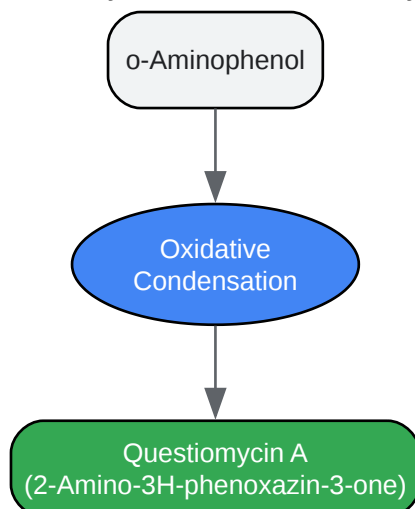 o-Aminophenol
Oxidative
Condensation
Questiomycin A
(2-Amino-3H-phenoxazin-3-one)